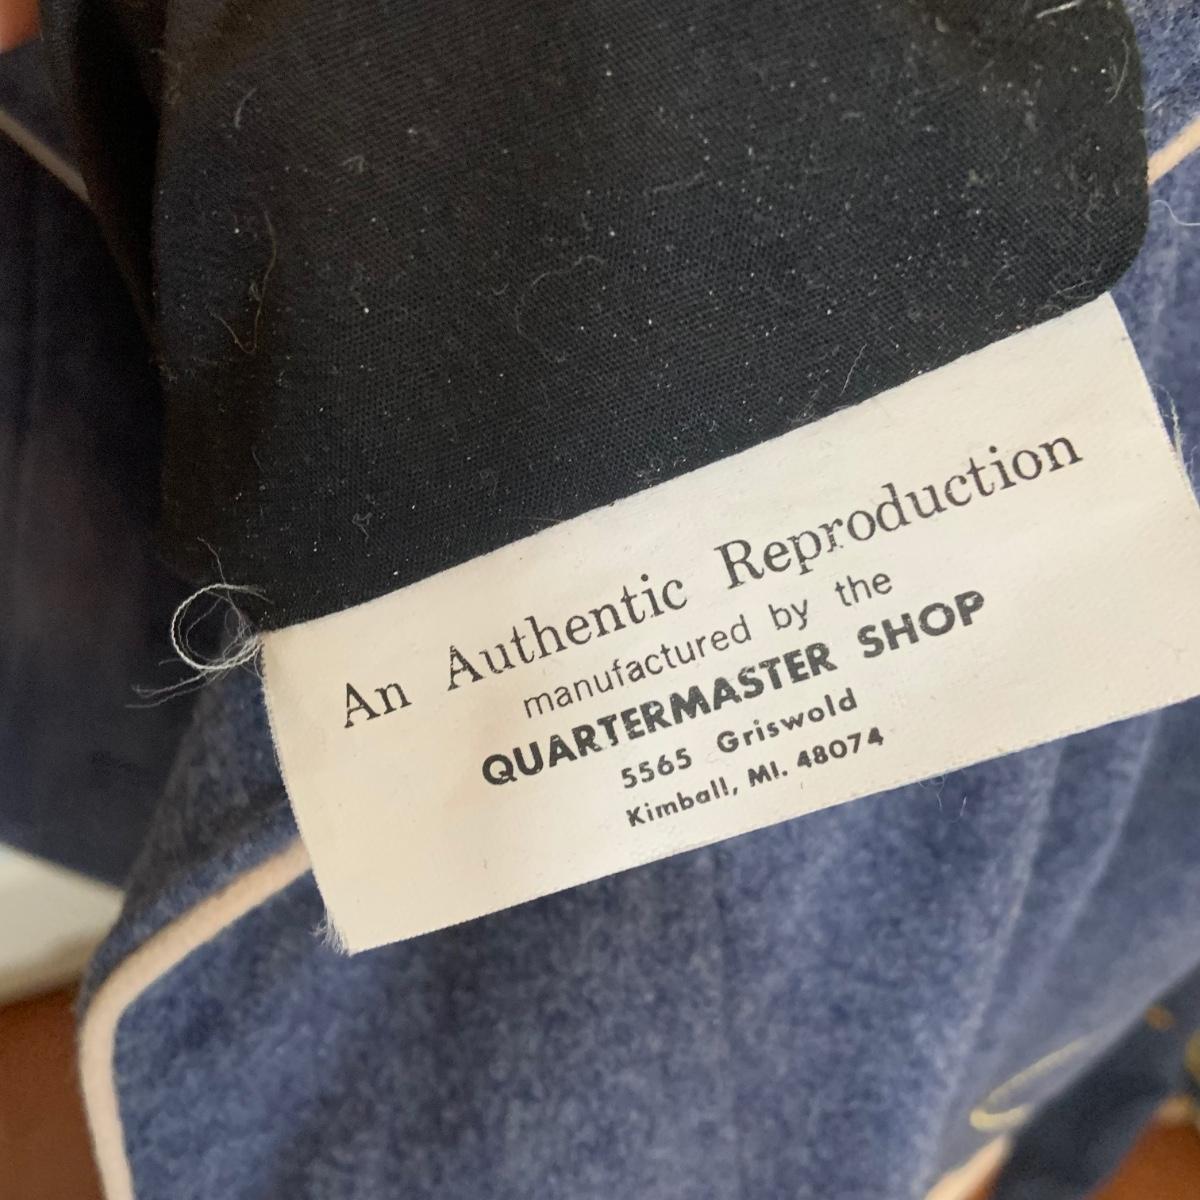 An Authentic Reproduction
manufactured by the
QUARTERMASTER SHOP
5565 Griswold
Kimball, MI. 48074